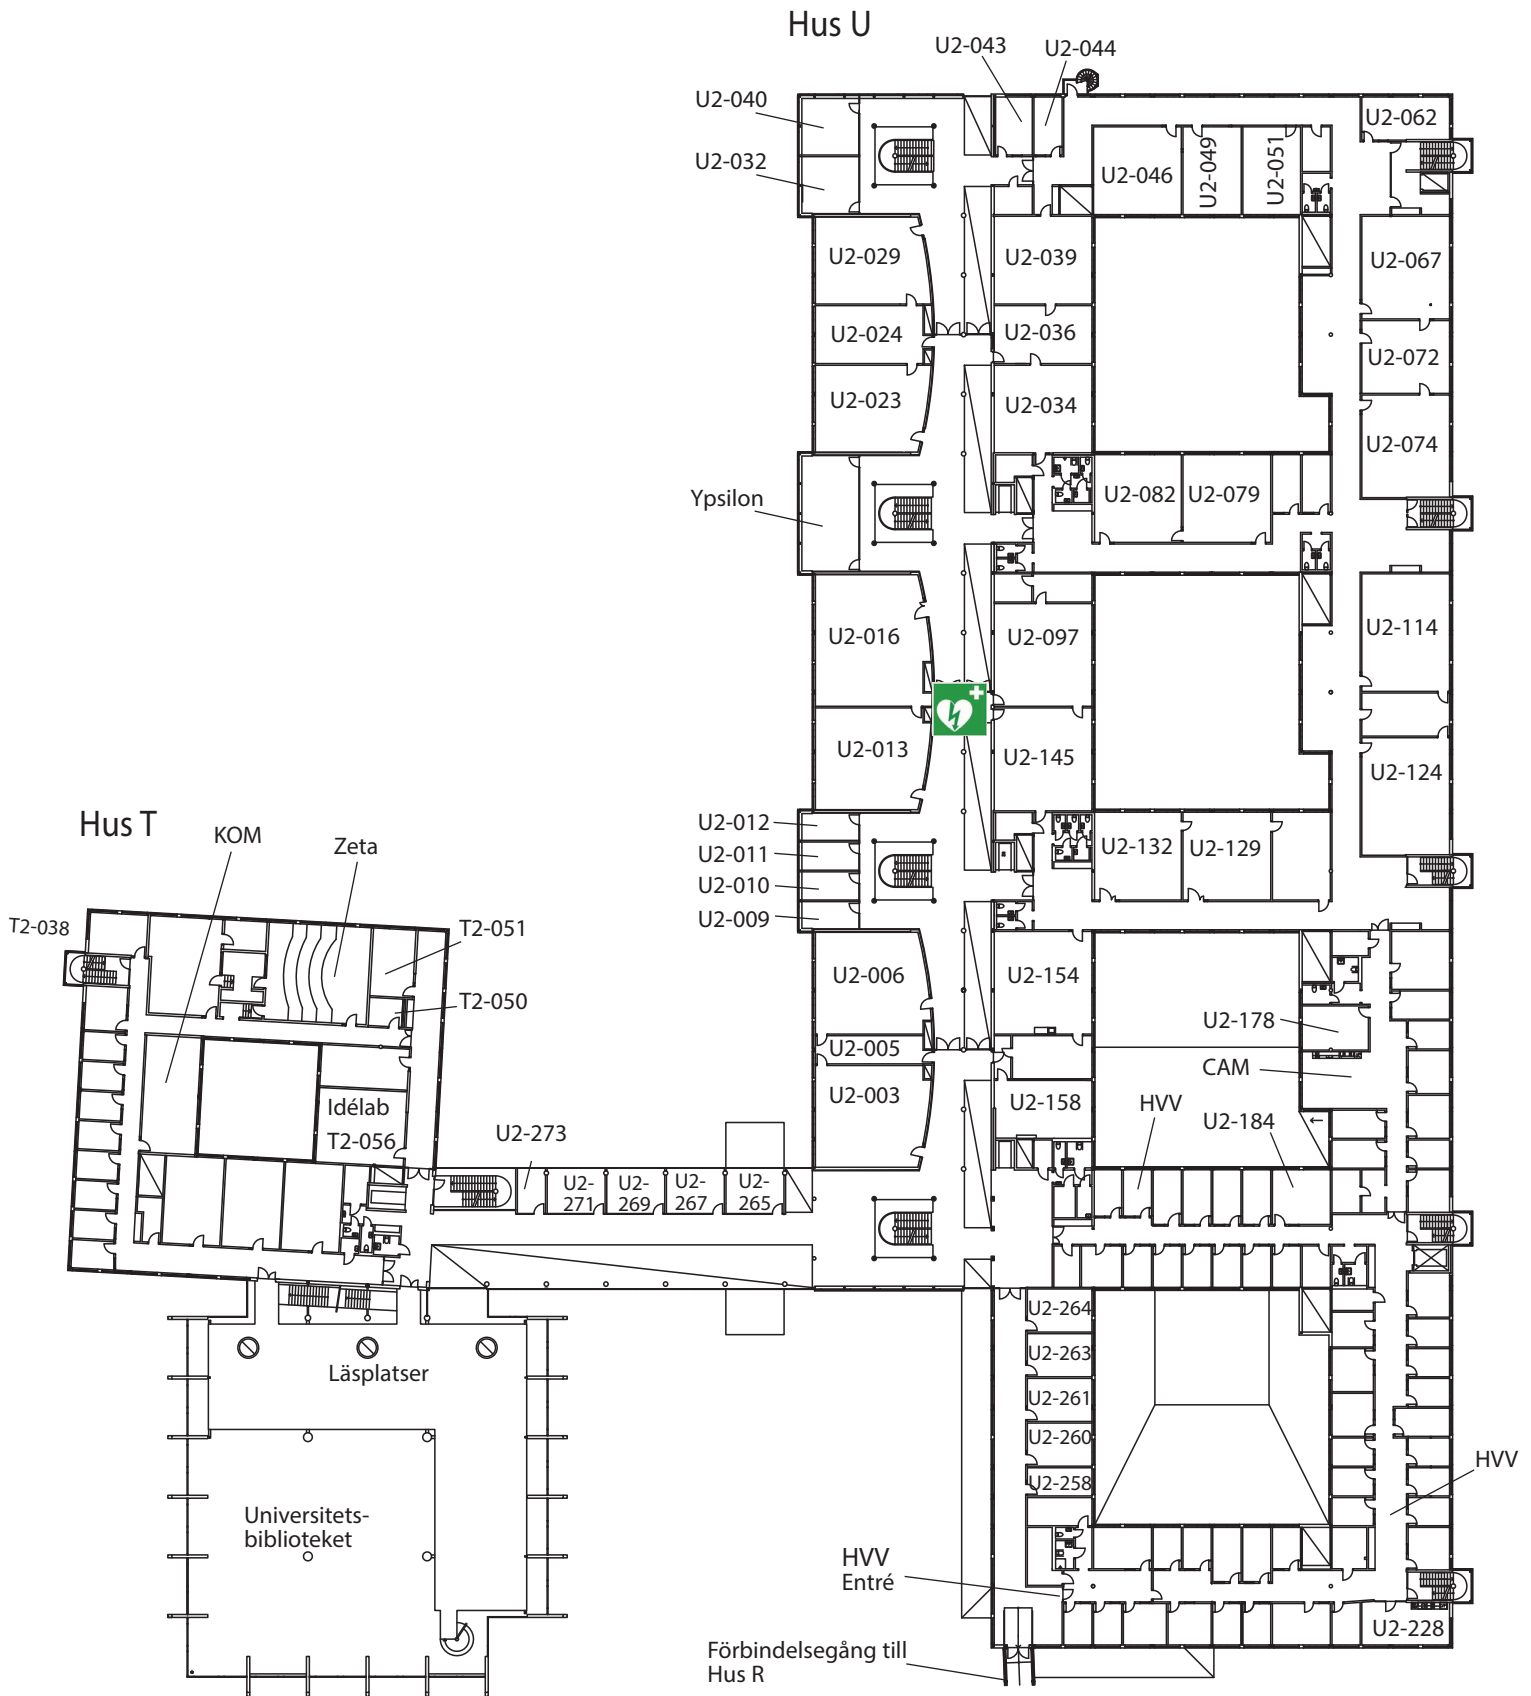 Hus U
U2-043
U2-044
U2-040
U2-062
U2-032
U2-046
U2-049
U2-051
U2-029
U2-039
U2-067
U2-024
U2-036
U2-072
U2-023
U2-034
U2-074
Ypsilon
U2-082
U2-079
U2-016
U2-097
U2-114
U2-013
U2-145
U2-124
Hus T
KOM
Zeta
U2-012
U2-011
U2-010
U2-009
U2-132
U2-129
T2-038
T2-051
T2-050
U2-006
U2-154
U2-178
U2-005
CAM
U2-003
U2-158
HVV
U2-184
Idélab
T2-056
U2-273
U2-
271
U2-
269
U2-
267
U2-
265
U2-264
U2-263
U2-261
U2-260
U2-258
Läsplatser
HVV
Universitets-
biblioteket
HVV
Entré
U2-228
Förbindelsegång till
Hus R